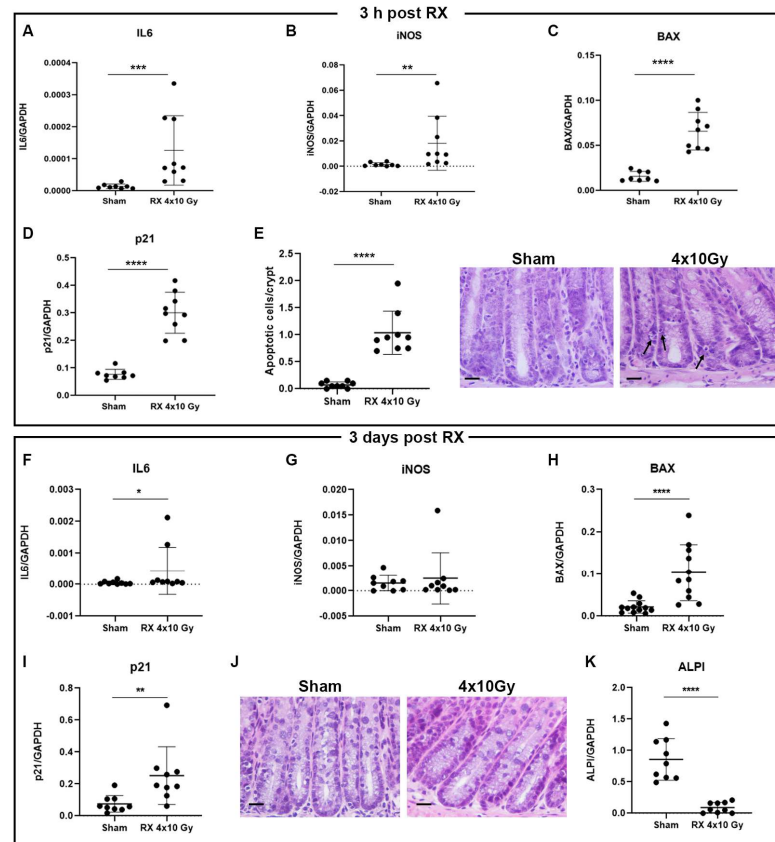 3 h post RX
A
IL6
***
IL6/GAPDH
0.0004
0.0003
0.0002
0.0001
0.0000
Sham
RX 4x10 Gy
B
iNOS
**
iNOS/GAPDH
0.08
0.06
0.04
0.02
0.00
-0.02
Sham
RX 4x10 Gy
C
BAX
****
BAX/GAPDH
0.15
0.10
0.05
0.00
Sham
RX 4x10 Gy
D
p21
****
p21/GAPDH
0.5
0.4
0.3
0.2
0.1
0.0
Sham
RX 4x10 Gy
E
****
Apoptotic cells/crypt
2.5
2.0
1.5
1.0
0.5
0.0
Sham
RX 4x10 Gy
Sham
4x10Gy
3 days post RX
F
IL6
*
IL6/GAPDH
0.003
0.002
0.001
0.000
-0.001
Sham
RX 4x10 Gy
G
iNOS
iNOS/GAPDH
0.020
0.015
0.010
0.005
0.000
-0.005
Sham
RX 4x10 Gy
H
BAX
****
BAX/GAPDH
0.3
0.2
0.1
0.0
Sham
RX 4x10 Gy
I
p21
**
p21/GAPDH
0.8
0.6
0.4
0.2
0.0
Sham
RX 4x10 Gy
J
Sham
4x10Gy
K
ALPI
****
ALPI/GAPDH
2.0
1.5
1.0
0.5
0.0
Sham
RX 4x10 Gy